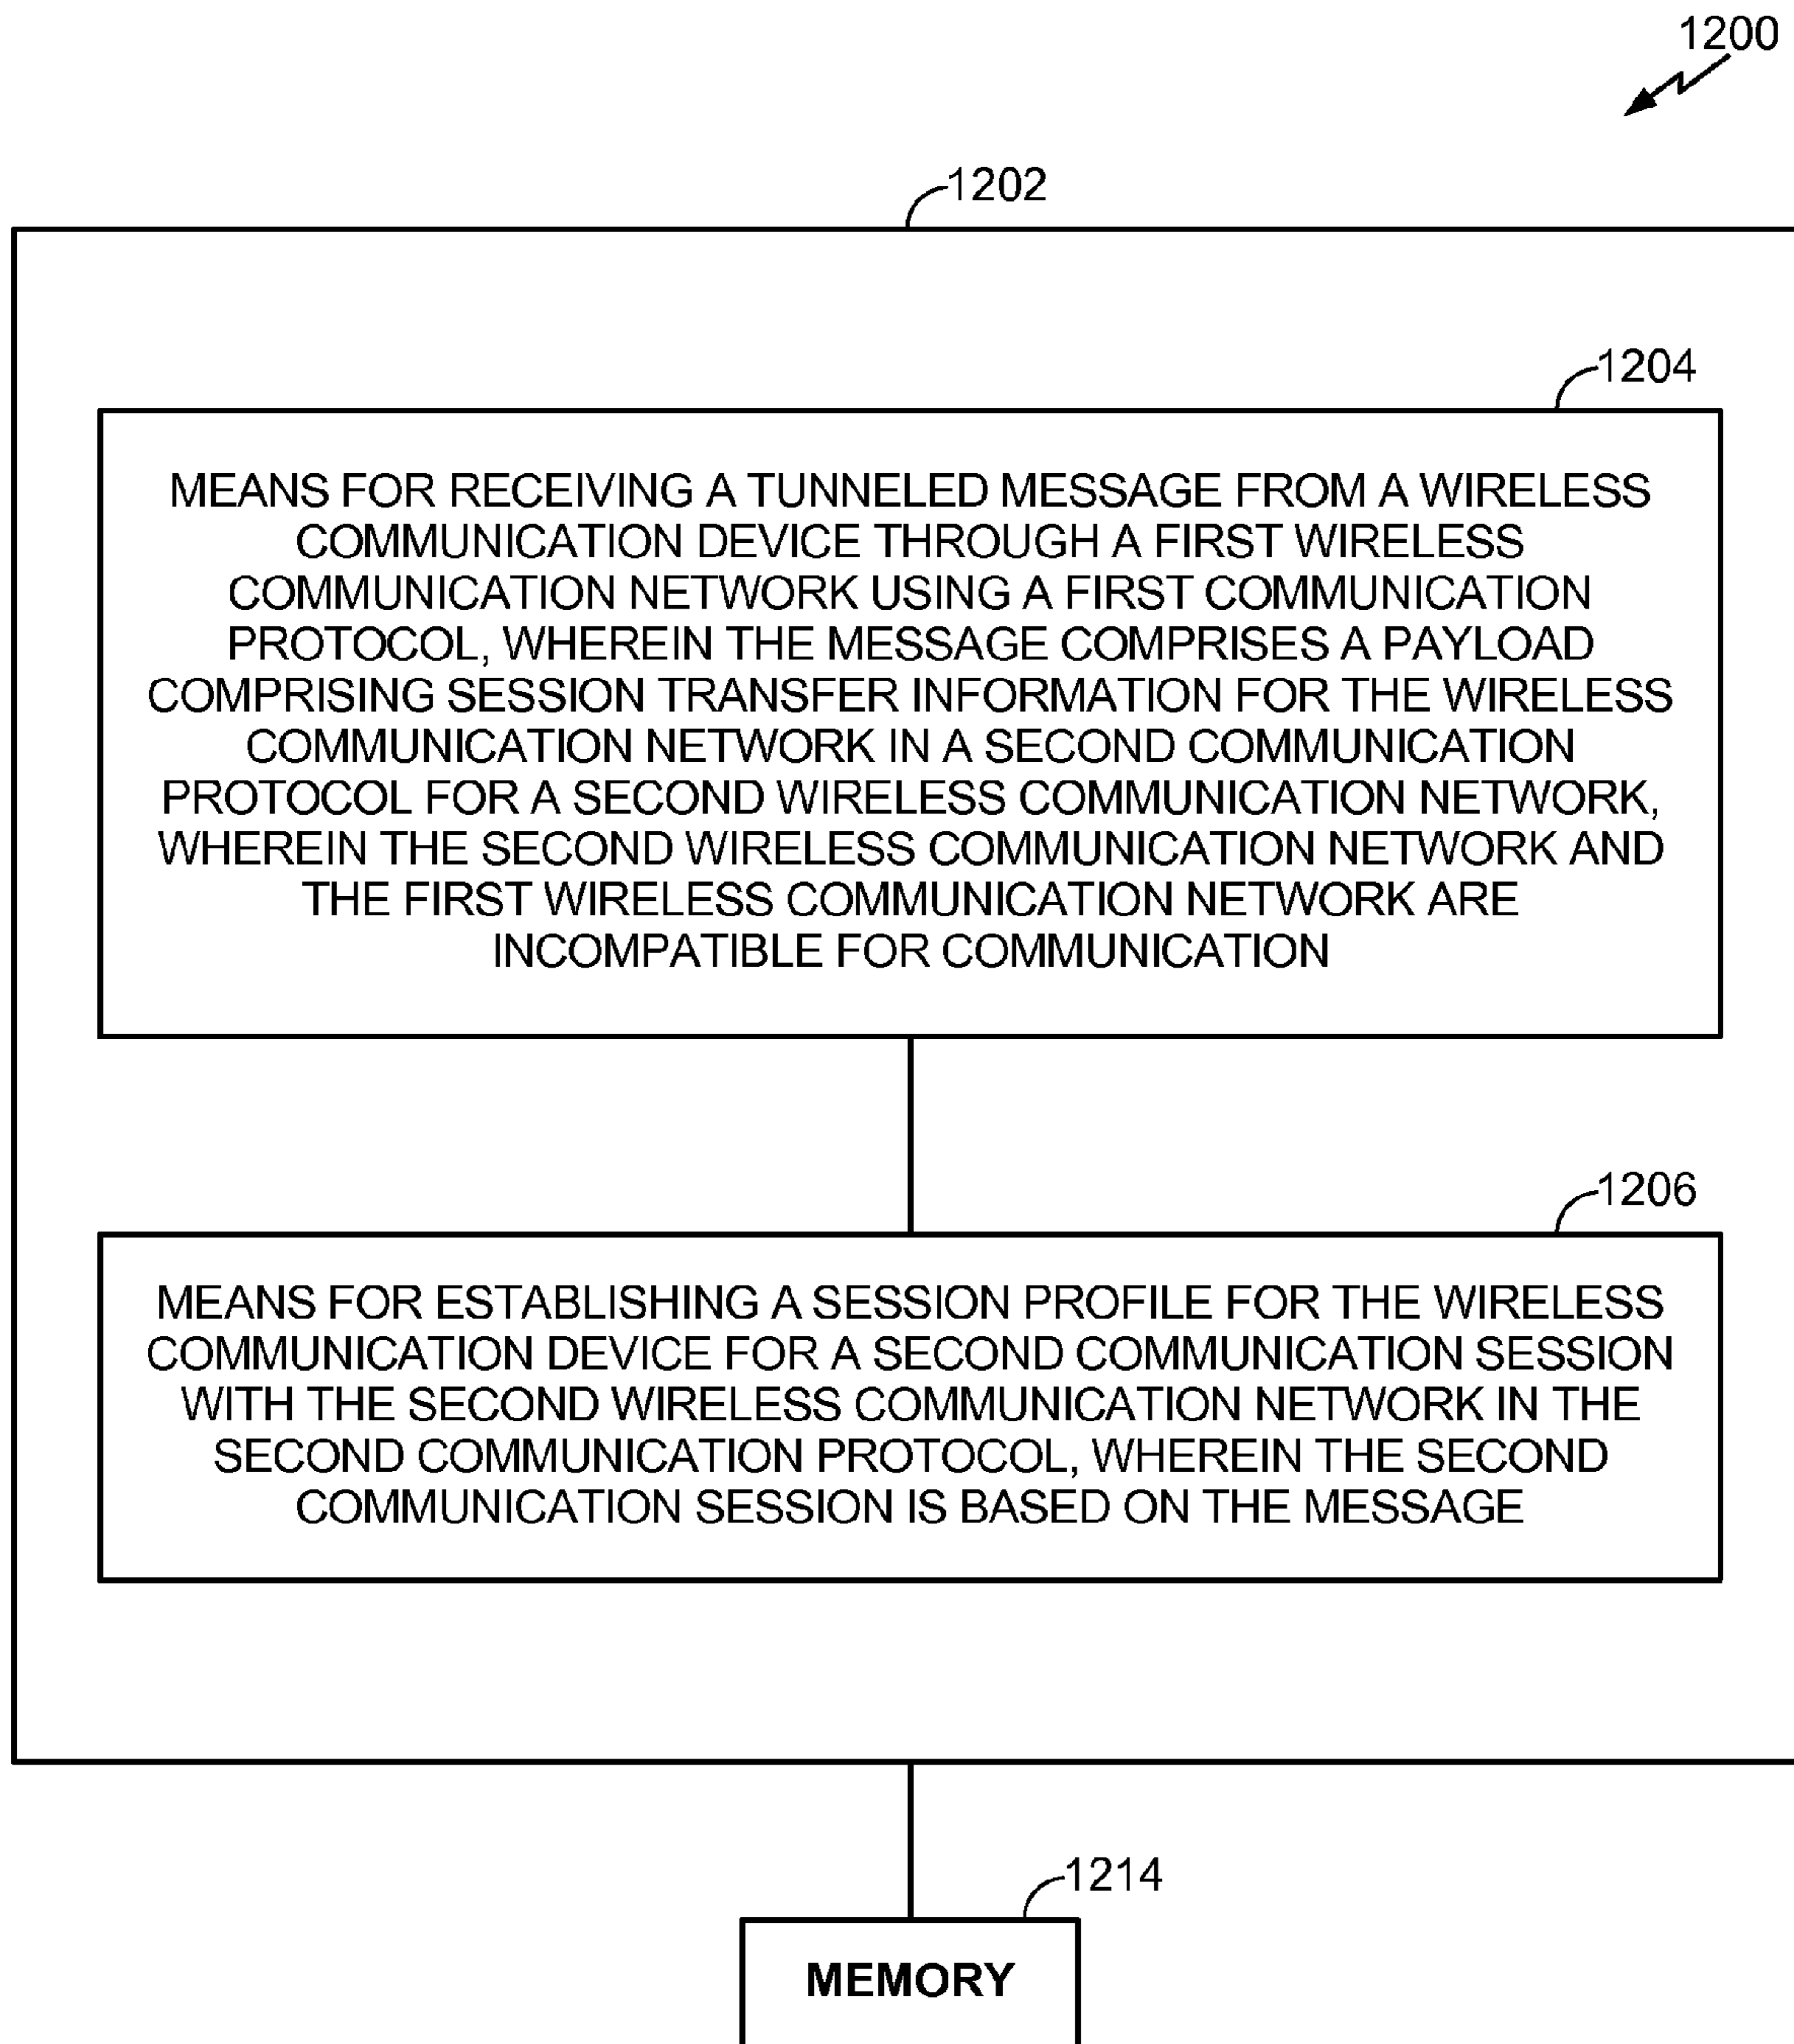 1200
1202
1204
MEANS FOR RECEIVING A TUNNELED MESSAGE FROM A WIRELESS
COMMUNICATION DEVICE THROUGH A FIRST WIRELESS
COMMUNICATION NETWORK USING A FIRST COMMUNICATION
PROTOCOL, WHEREIN THE MESSAGE COMPRISES A PAYLOAD
COMPRISING SESSION TRANSFER INFORMATION FOR THE WIRELESS
COMMUNICATION NETWORK IN A SECOND COMMUNICATION
PROTOCOL FOR A SECOND WIRELESS COMMUNICATION NETWORK,
WHEREIN THE SECOND WIRELESS COMMUNICATION NETWORK AND
THE FIRST WIRELESS COMMUNICATION NETWORK ARE
INCOMPATIBLE FOR COMMUNICATION
1206
MEANS FOR ESTABLISHING A SESSION PROFILE FOR THE WIRELESS
COMMUNICATION DEVICE FOR A SECOND COMMUNICATION SESSION
WITH THE SECOND WIRELESS COMMUNICATION NETWORK IN THE
SECOND COMMUNICATION PROTOCOL, WHEREIN THE SECOND
COMMUNICATION SESSION IS BASED ON THE MESSAGE
1214
MEMORY